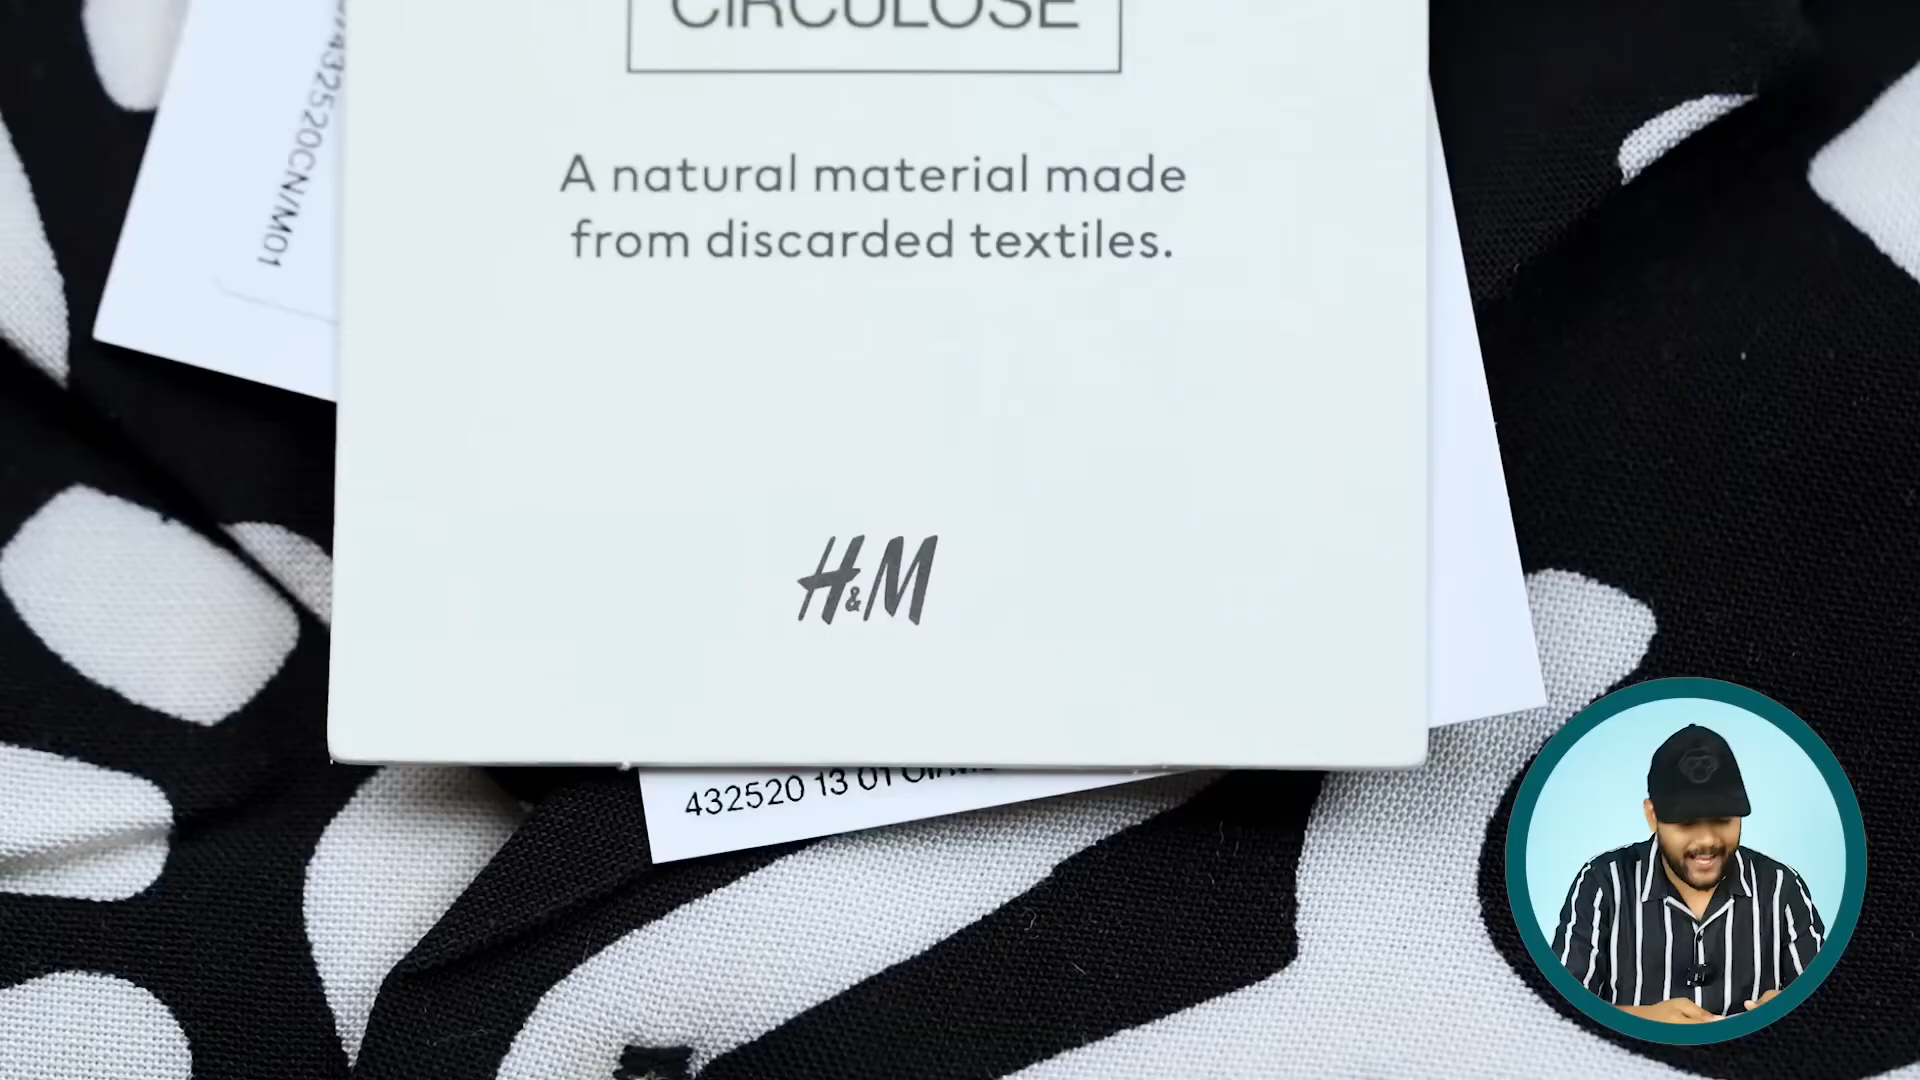 CIRCULOSE
A natural material made
from discarded textiles.
H&M
432520CN/M01
432520 13 01